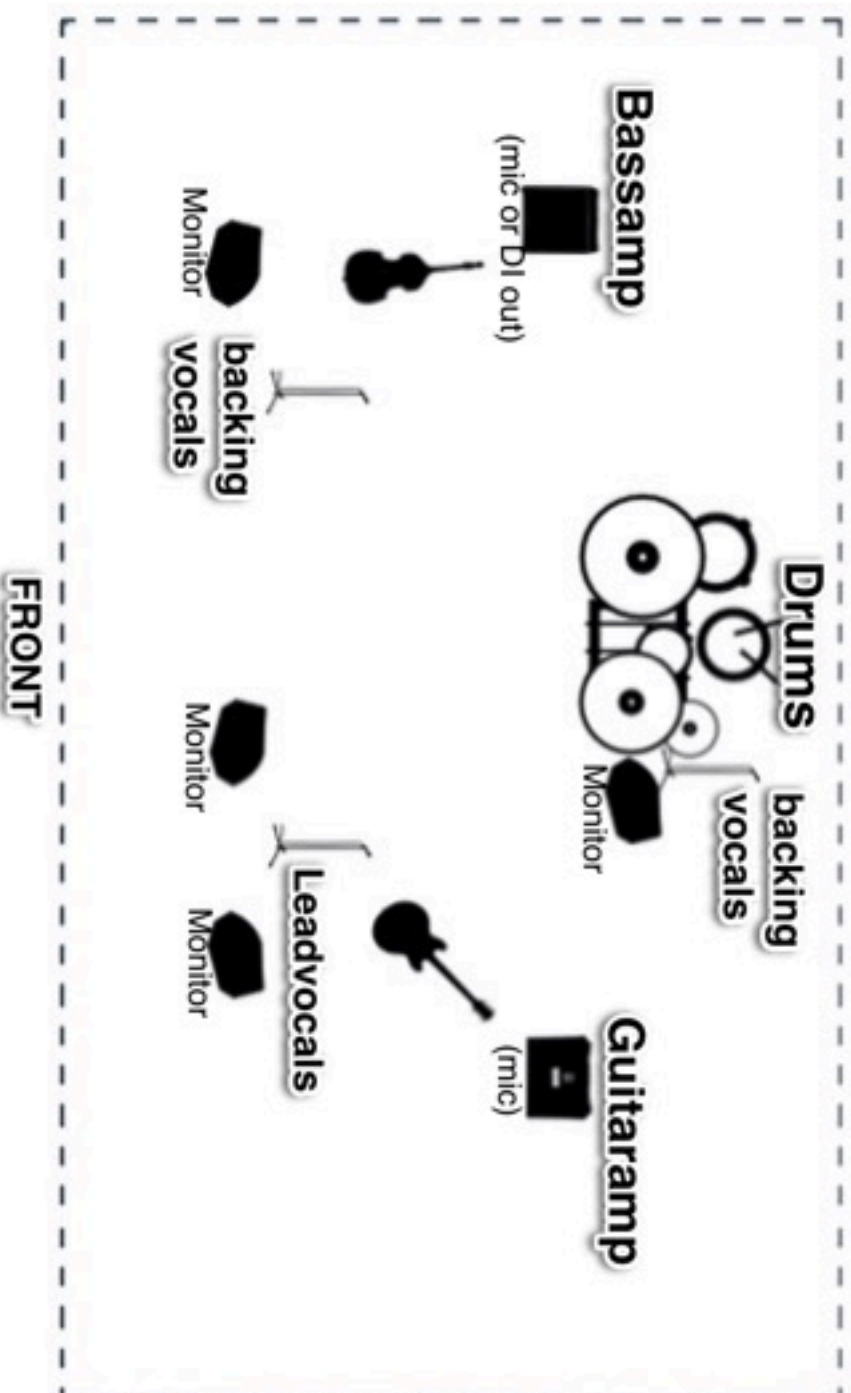 Drums
backing
vocals
Bassamp
(mic or DI out)
Guitaramp
(mic)
Monitor
backing
vocals
Monitor
Leadvocals
Monitor
Monitor
FRONT